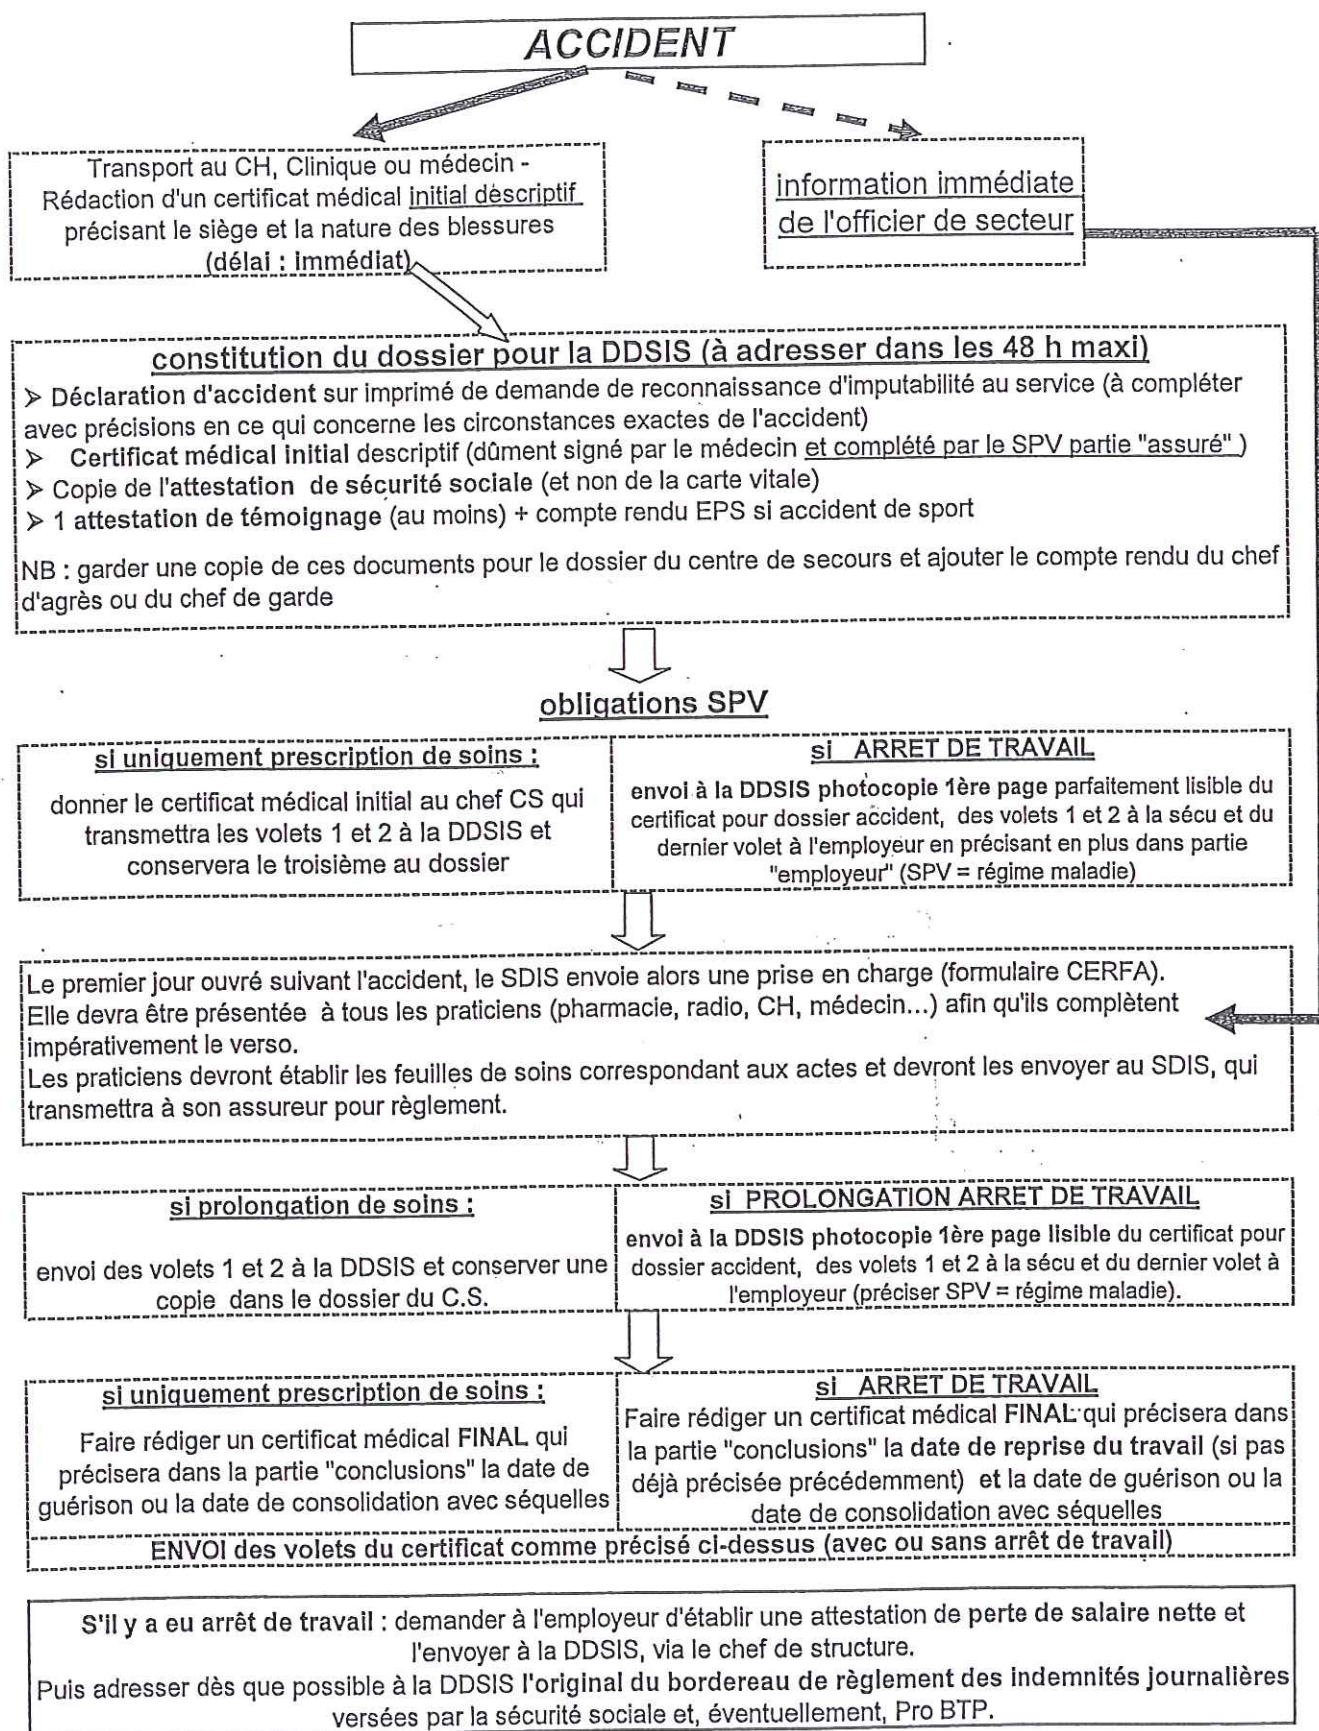 ACCIDENT
Transport au CH, Clinique ou médecin -
Rédaction d'un certificat médical initial descriptif
précisant le siège et la nature des blessures
(délai : immédiat)
information immédiate
de l'officier de secteur
constitution du dossier pour la DDSIS (à adresser dans les 48 h maxi)
➢ Déclaration d'accident sur imprimé de demande de reconnaissance d'imputabilité au service (à compléter
avec précisions en ce qui concerne les circonstances exactes de l'accident)
➢ Certificat médical initial descriptif (dûment signé par le médecin et complété par le SPV partie "assuré" )
➢ Copie de l'attestation de sécurité sociale (et non de la carte vitale)
➢ 1 attestation de témoignage (au moins) + compte rendu EPS si accident de sport
NB : garder une copie de ces documents pour le dossier du centre de secours et ajouter le compte rendu du chef
d'agrès ou du chef de garde
obligations SPV
si uniquement prescription de soins :
donner le certificat médical initial au chef CS qui
transmettra les volets 1 et 2 à la DDSIS et
conservera le troisième au dossier
si ARRET DE TRAVAIL
envoi à la DDSIS photocopie 1ère page parfaitement lisible du
certificat pour dossier accident, des volets 1 et 2 à la sécu et du
dernier volet à l'employeur en précisant en plus dans partie
"employeur" (SPV = régime maladie)
Le premier jour ouvré suivant l'accident, le SDIS envoie alors une prise en charge (formulaire CERFA).
Elle devra être présentée à tous les praticiens (pharmacie, radio, CH, médecin...) afin qu'ils complètent
impérativement le verso.
Les praticiens devront établir les feuilles de soins correspondant aux actes et devront les envoyer au SDIS, qui
transmettra à son assureur pour règlement.
si prolongation de soins :
envoi des volets 1 et 2 à la DDSIS et conserver une
copie dans le dossier du C.S.
si PROLONGATION ARRET DE TRAVAIL
envoi à la DDSIS photocopie 1ère page lisible du certificat pour
dossier accident, des volets 1 et 2 à la sécu et du dernier volet à
l'employeur (préciser SPV = régime maladie).
si uniquement prescription de soins :
Faire rédiger un certificat médical FINAL qui
précisera dans la partie "conclusions" la date de
guérison ou la date de consolidation avec séquelles
si ARRET DE TRAVAIL
Faire rédiger un certificat médical FINAL qui précisera dans
la partie "conclusions" la date de reprise du travail (si pas
déjà précisée précédemment) et la date de guérison ou la
date de consolidation avec séquelles
ENVOI des volets du certificat comme précisé ci-dessus (avec ou sans arrêt de travail)
S'il y a eu arrêt de travail : demander à l'employeur d'établir une attestation de perte de salaire nette et
l'envoyer à la DDSIS, via le chef de structure.
Puis adresser dès que possible à la DDSIS l'original du bordereau de règlement des indemnités journalières
versées par la sécurité sociale et, éventuellement, Pro BTP.